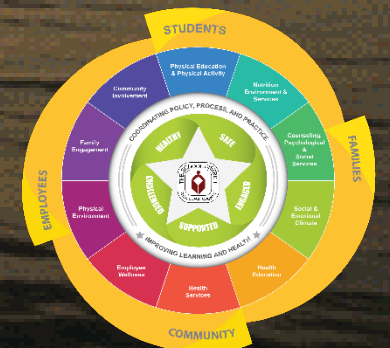 STUDENTS
Physical Education
& Physical Activity
Nutrition
Environment &
Services
Counseling,
Psychological
&
Social
Services
Social &
Emotional
Climate
Health
Education
Health
Services
Employee
Wellness
Physical
Environment
Family
Engagement
Community
Involvement
FAMILIES
COMMUNITY
EMPLOYEES
COORDINATING POLICY, PROCESS, AND PRACTICE
IMPROVING LEARNING AND HEALTH
HEALTHY
SAFE
ENGAGED
SUPPORTED
CHALLENGED
THE